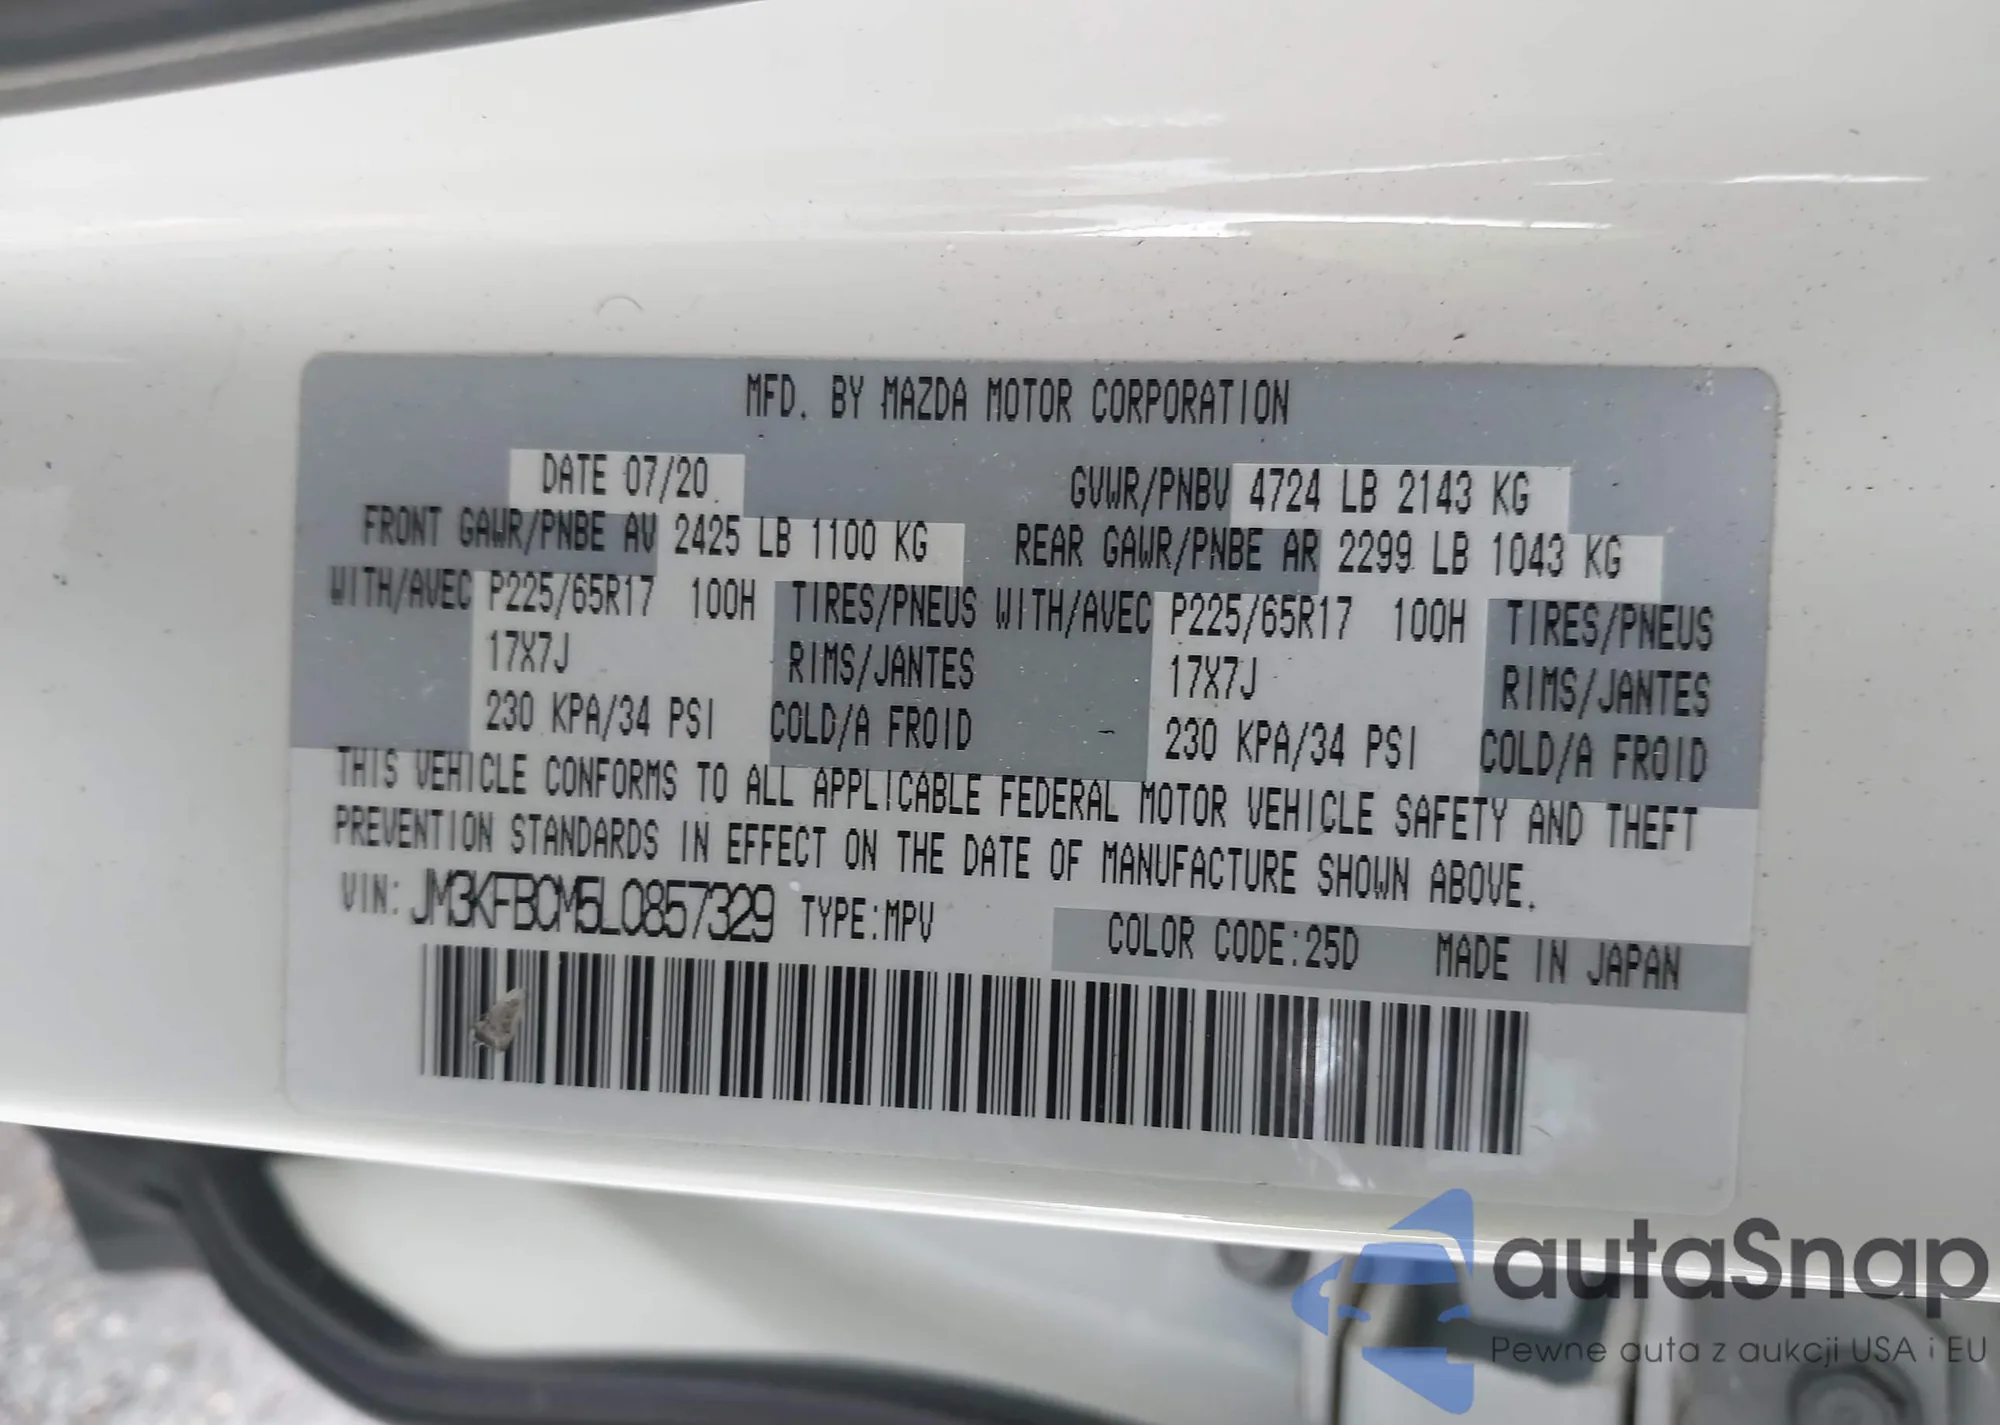 MFD. BY MAZDA MOTOR CORPORATION
DATE 07/20 GVWR/PNBV 4724 LB 2143 KG
FRONT GAWR/PNBE AV 2425 LB 1100 KG REAR GAWR/PNBE AR 2299 LB 1043 KG
WITH/AVEC P225/65R17 100H TIRES/PNEUS WITH/AVEC P225/65R17 100H TIRES/PNEUS
17X7J RIMS/JANTES 17X7J RIMS/JANTES
230 KPA/34 PSI COLD/A FROID - 230 KPA/34 PSI COLD/A FROID
THIS VEHICLE CONFORMS TO ALL APPLICABLE FEDERAL MOTOR VEHICLE SAFETY AND THEFT
PREVENTION STANDARDS IN EFFECT ON THE DATE OF MANUFACTURE SHOWN ABOVE.
VIN: JM3KFBCM5L0857329 TYPE:MPV COLOR CODE:25D MADE IN JAPAN
autaSnap
Pewne auta z aukcji USA i EU